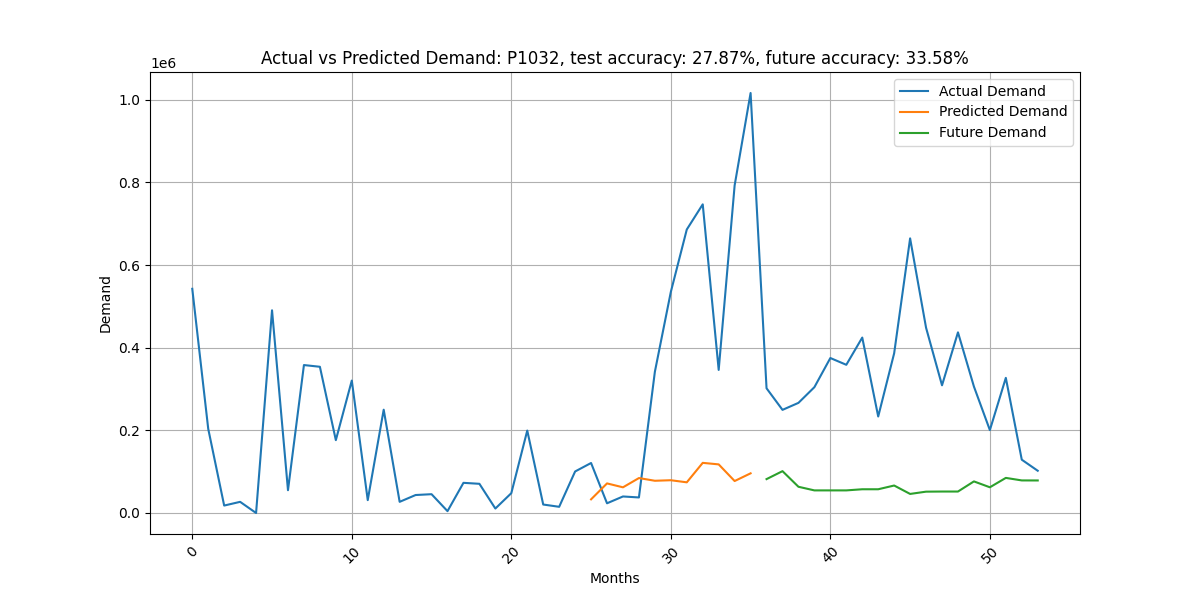 Actual vs Predicted Demand: P1032, test accuracy: 27.87%, future accuracy: 33.58%
1e6
Actual Demand
Predicted Demand
Future Demand
1.0
0.8
0.6
0.4
0.2
0.0
Demand
0 10 20 30 40 50
Months